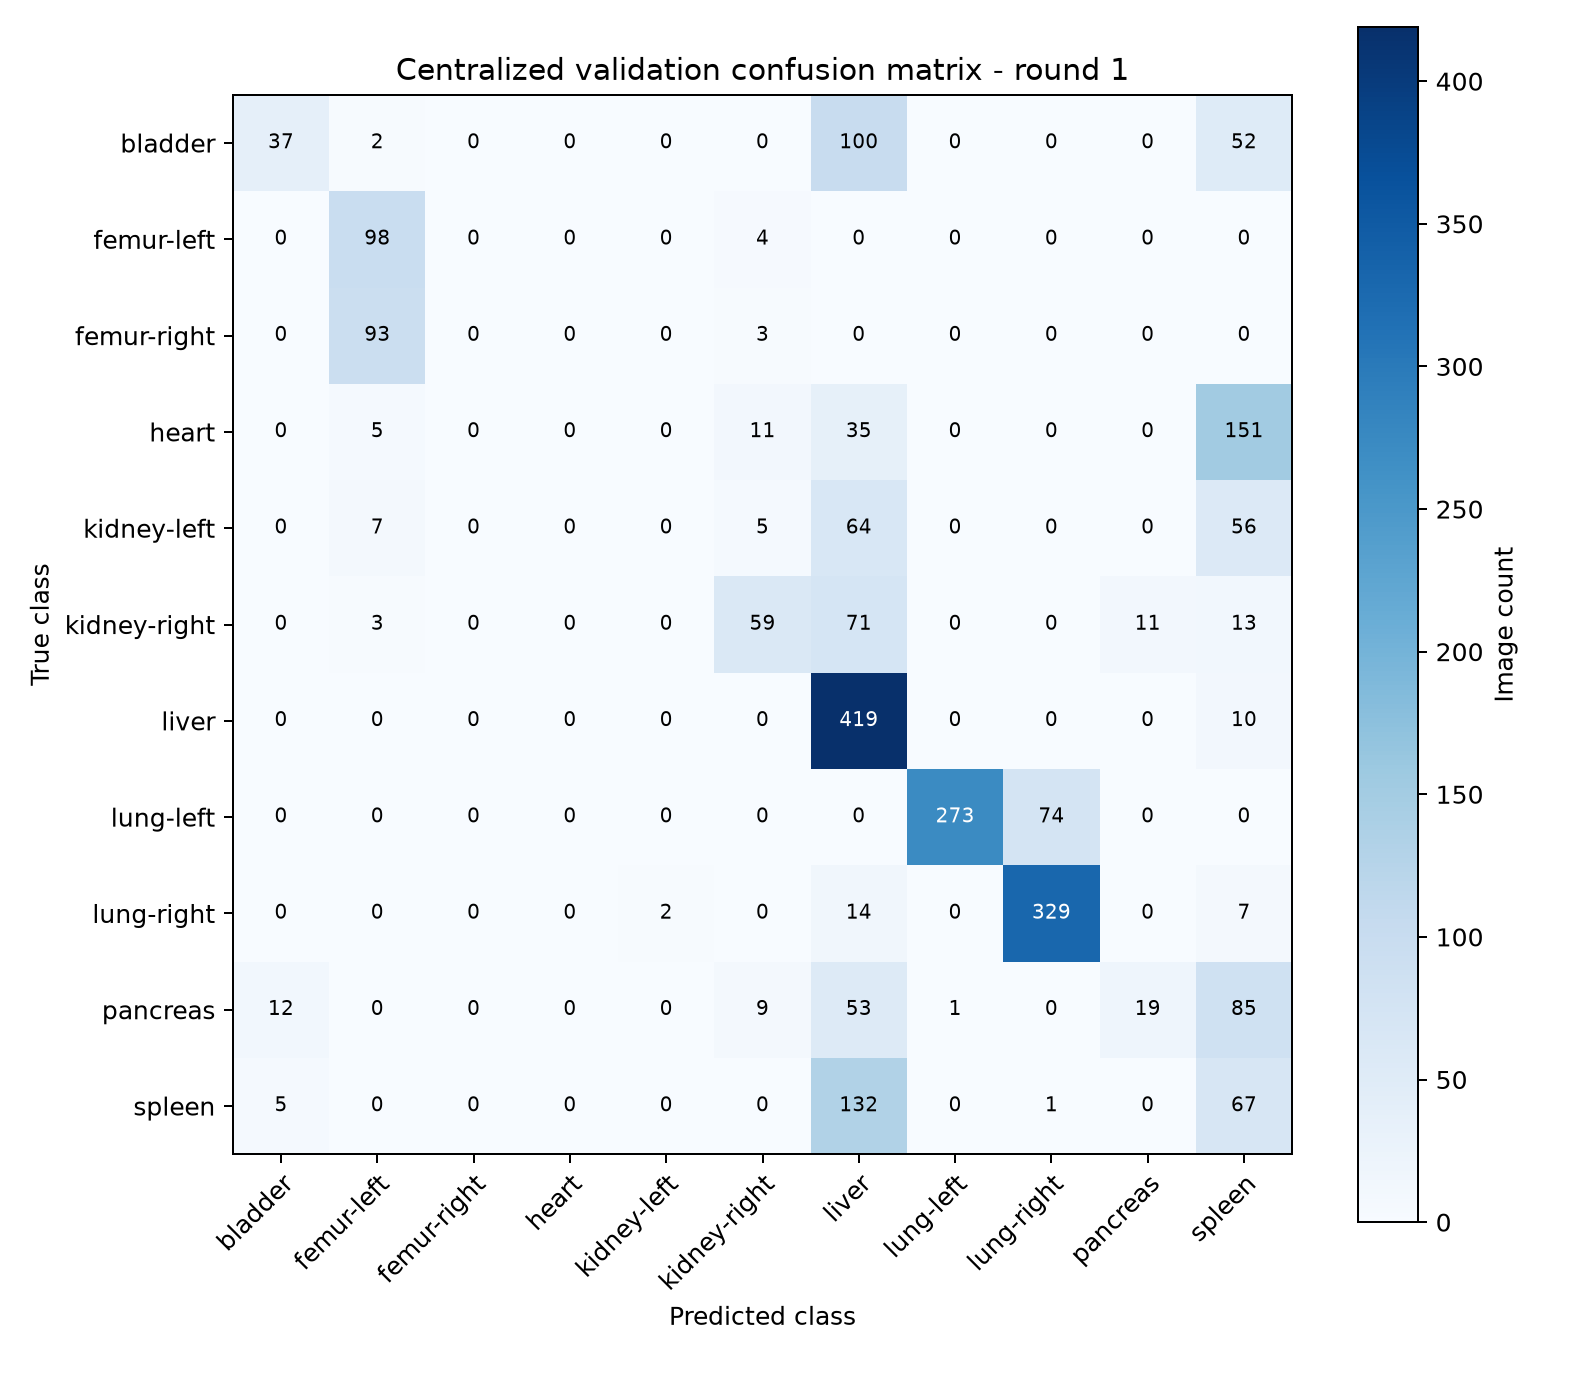 Centralized validation confusion matrix - round 1
bladder 37 2 0 0 0 0 100 0 0 0 52
femur-left 0 98 0 0 0 4 0 0 0 0 0
femur-right 0 93 0 0 0 3 0 0 0 0 0
heart 0 5 0 0 0 11 35 0 0 0 151
kidney-left 0 7 0 0 0 5 64 0 0 0 56
kidney-right 0 3 0 0 0 59 71 0 0 11 13
liver 0 0 0 0 0 0 419 0 0 0 10
lung-left 0 0 0 0 0 0 0 273 74 0 0
lung-right 0 0 0 0 2 0 14 0 329 0 7
pancreas 12 0 0 0 0 9 53 1 0 19 85
spleen 5 0 0 0 0 0 132 0 1 0 67
bladder femur-left femur-right heart kidney-left kidney-right liver lung-left lung-right pancreas spleen
Predicted class
True class
400
350
300
250
200
150
100
50
0
Image count